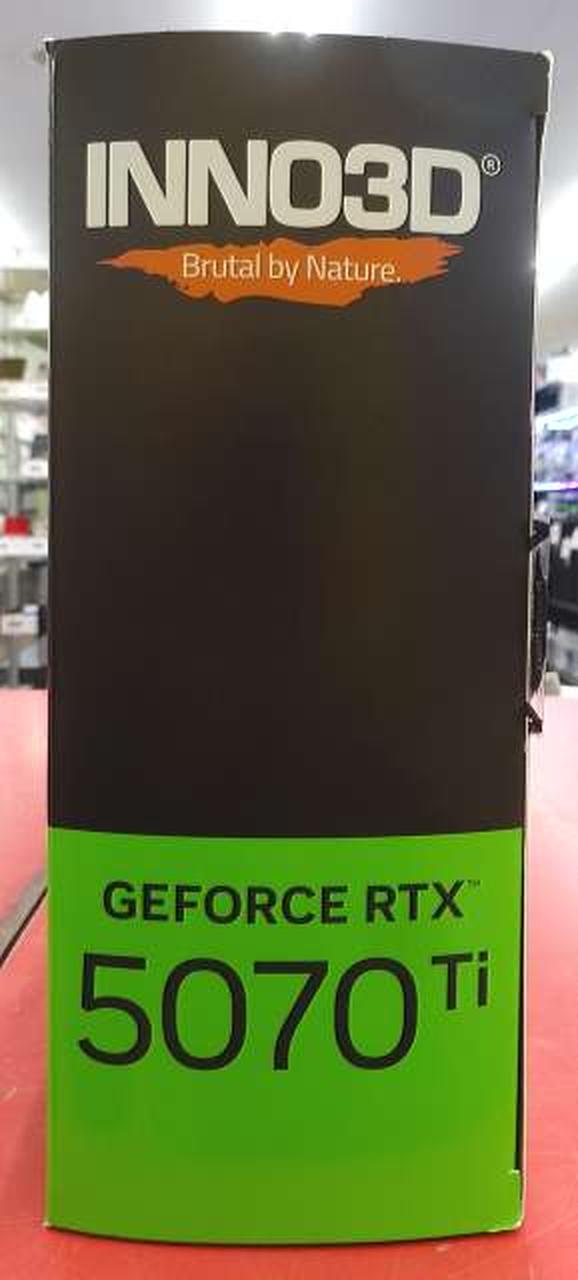 INNO3D®
Brutal by Nature.
GEFORCE RTX™
5070 Ti